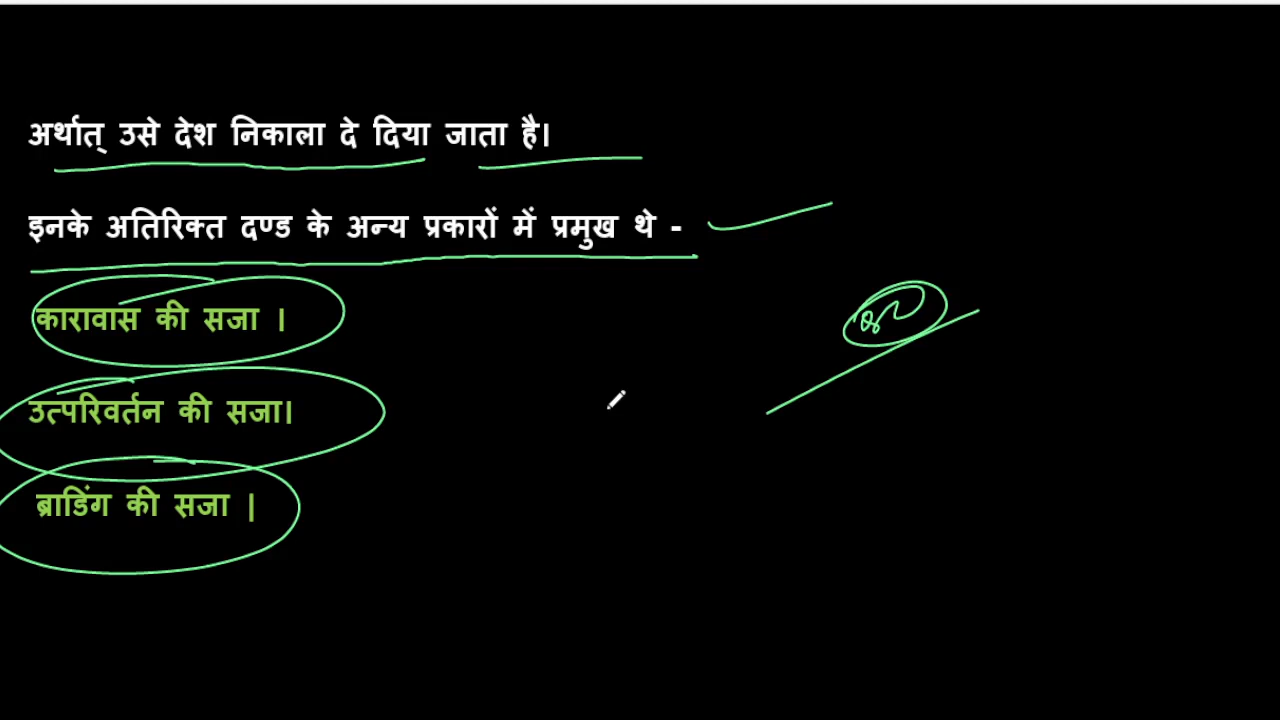 अर्थात् उसे देश निकाला दे दिया जाता है।
इनके अतिरिक्त दण्ड के अन्य प्रकारों में प्रमुख थे -
कारावास की सजा ।
उत्परिवर्तन की सजा।
ब्राडिंग की सजा |